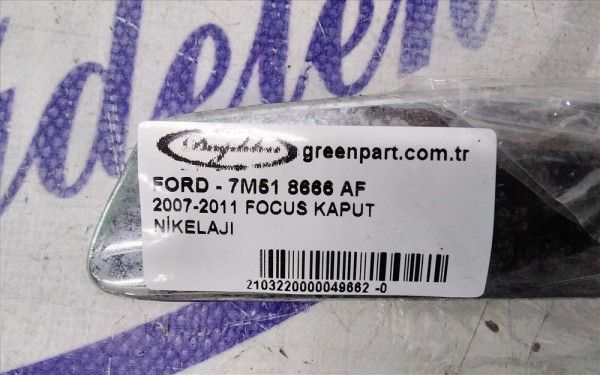 greenpart.com.tr
FORD - 7M51 8666 AF
2007-2011 FOCUS KAPUT
NİKELAJI
2103220000049662 -0